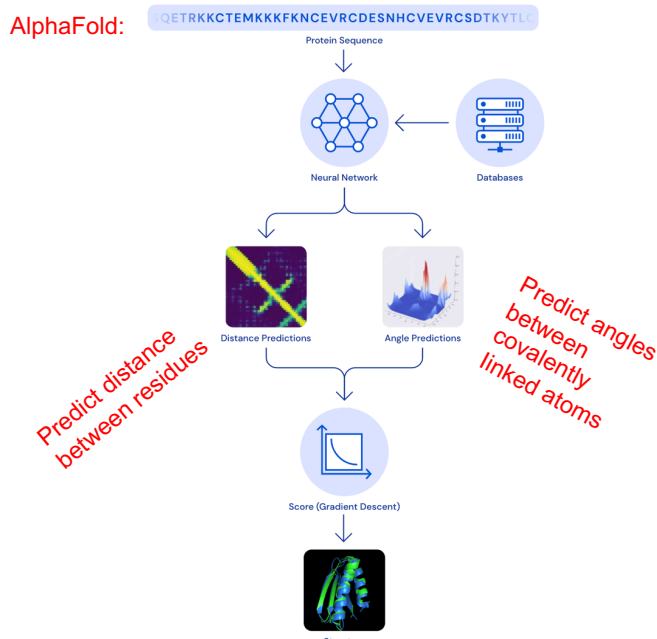 AlphaFold:
SQETRKKCTEMKKKFKNCEVRCDESNHCVEVRCSDTKYTLC
Protein Sequence
Neural Network
Databases
Distance Predictions
Angle Predictions
Predict distance
between residues
Predict angles
between
covalently
linked atoms
Score (Gradient Descent)